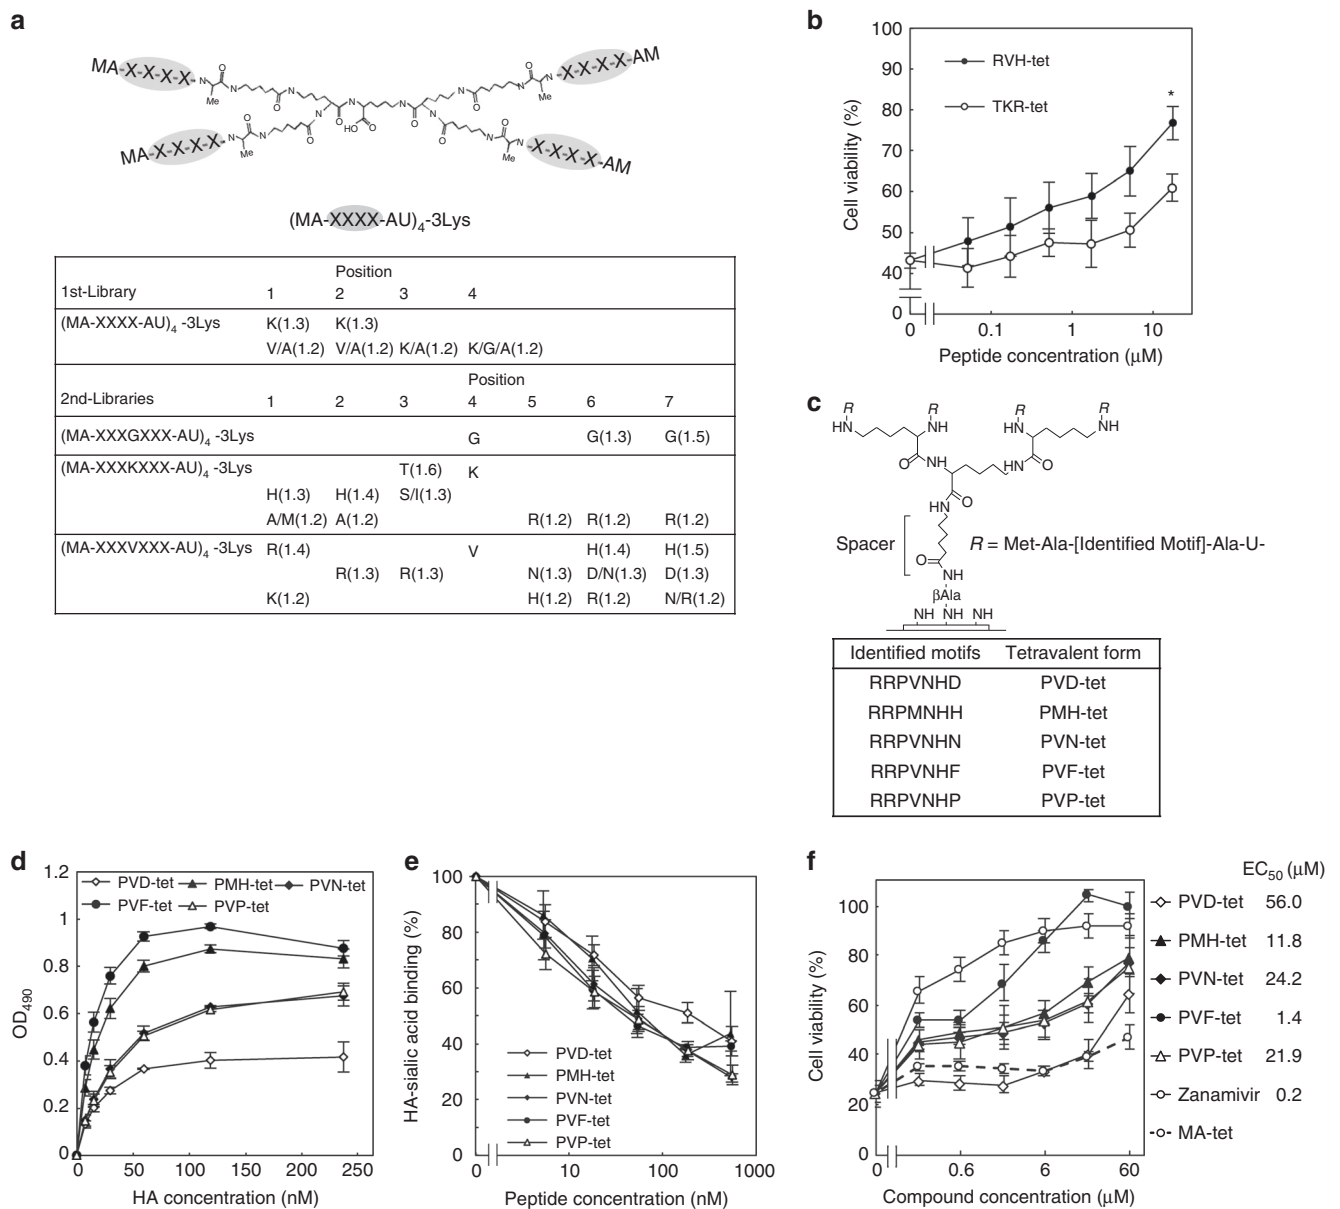 a
MA-X-X-X-X
X-X-X-X-AM
MA-X-X-X-X
X-X-X-X-AM
N O Me N O N O N O N HO O O N N O N O N O N Me
(MA-XXXX-AU)4-3Lys
Position
1st-Library 1 2 3 4
(MA-XXXX-AU)4 -3Lys K(1.3) K(1.3)
V/A(1.2) V/A(1.2) K/A(1.2) K/G/A(1.2)
Position
2nd-Libraries 1 2 3 4 5 6 7
(MA-XXXGXXX-AU)4 -3Lys G G(1.3) G(1.5)
(MA-XXXKXXX-AU)4 -3Lys T(1.6) K
H(1.3) H(1.4) S/I(1.3)
A/M(1.2) A(1.2) R(1.2) R(1.2) R(1.2)
(MA-XXXVXXX-AU)4 -3Lys R(1.4) V H(1.4) H(1.5)
R(1.3) R(1.3) N(1.3) D/N(1.3) D(1.3)
K(1.2) H(1.2) R(1.2) N/R(1.2)
b
100
90
80
70
60
50
40
0
Cell viability (%)
RVH-tet
TKR-tet
*
0 0.1 1 10
Peptide concentration (μM)
c
R R R R
HN HN HN NH
O NH HN O
HN O
Spacer
R = Met-Ala-[Identified Motif]-Ala-U-
O NH
βAla
NH NH NH
Identified motifs Tetravalent form
RRPVNHD PVD-tet
RRPMNHH PMH-tet
RRPVNHN PVN-tet
RRPVNHF PVF-tet
RRPVNHP PVP-tet
d
1.2
1
0.8
0.6
0.4
0.2
0
OD490
PVD-tet PMH-tet PVN-tet
PVF-tet PVP-tet
0 50 100 150 200 250
HA concentration (nM)
e
100
80
60
40
20
0
HA-sialic acid binding (%)
PVD-tet
PMH-tet
PVN-tet
PVF-tet
PVP-tet
0 10 100 1000
Peptide concentration (nM)
f
100
80
60
40
20
0
Cell viability (%)
0 0.6 6 60
Compound concentration (μM)
EC50 (μM)
PVD-tet 56.0
PMH-tet 11.8
PVN-tet 24.2
PVF-tet 1.4
PVP-tet 21.9
Zanamivir 0.2
MA-tet